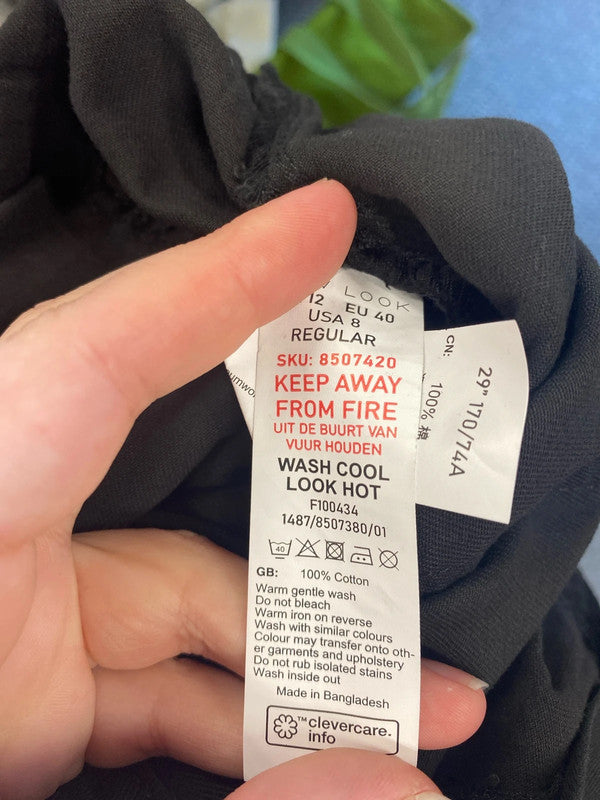 LOOK
12 EU 40
USA 8
REGULAR
SKU: 8507420
KEEP AWAY
FROM FIRE
UIT DE BUURT VAN
VUUR HOUDEN
WASH COOL
LOOK HOT
F100434
1487/8507380/01
40
GB: 100% Cotton
Warm gentle wash
Do not bleach
Warm iron on reverse
Wash with similar colours
Colour may transfer onto oth-
er garments and upholstery
Do not rub isolated stains
Wash inside out
Made in Bangladesh
™clevercare.
info
CN:
100% 棉
29" 170/74A